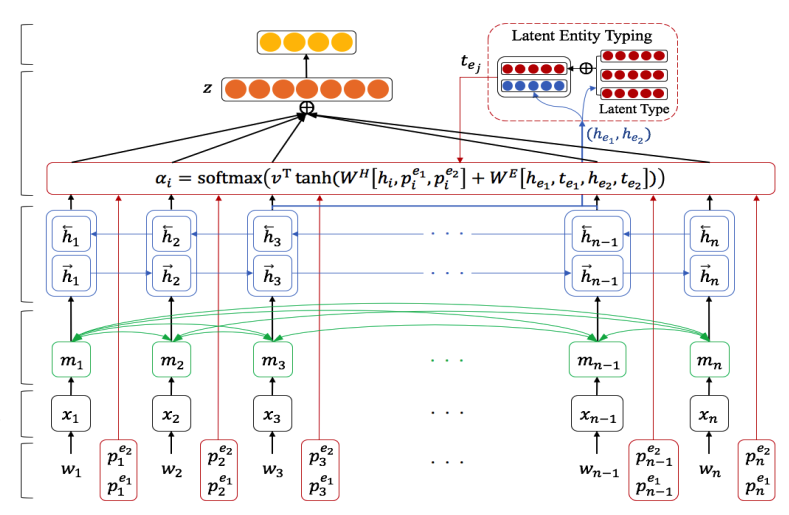 Latent Entity Typing
z
t_{e_j}
⊕
⊕
Latent Type
(h_{e_1}, h_{e_2})
α_i = softmax(v^T tanh(W^H[h_i, p_i^{e_1}, p_i^{e_2}] + W^E[h_{e_1}, t_{e_1}, h_{e_2}, t_{e_2}]))
←h_1 ←h_2 ←h_3 · · · ←h_{n−1} ←h_n
→h_1 →h_2 →h_3 · · · →h_{n−1} →h_n
m_1 m_2 m_3 · · · m_{n−1} m_n
x_1 x_2 x_3 · · · x_{n−1} x_n
w_1 p_1^{e_2} w_2 p_2^{e_2} w_3 p_3^{e_2} · · · w_{n−1} p_{n−1}^{e_2} w_n p_n^{e_2}
p_1^{e_1} p_2^{e_1} p_3^{e_1} p_{n−1}^{e_1} p_n^{e_1}